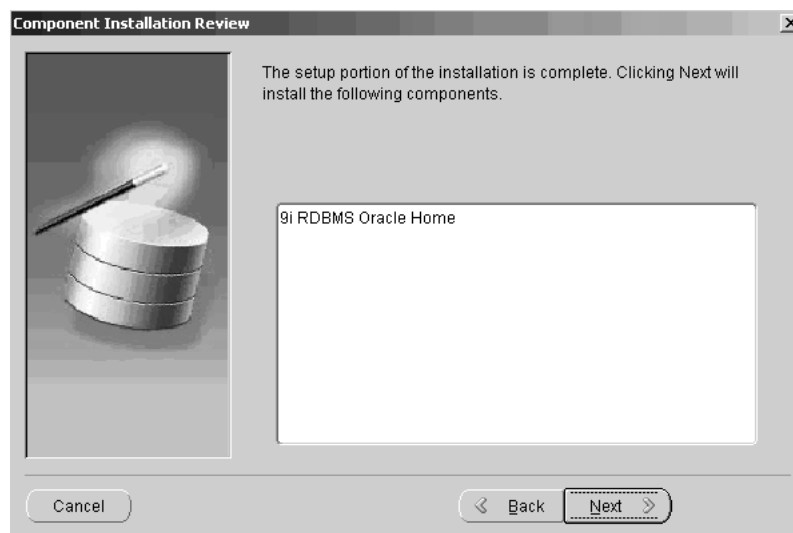 Component Installation Review
The setup portion of the installation is complete. Clicking Next will
install the following components.
9i RDBMS Oracle Home
Cancel
Back
Next